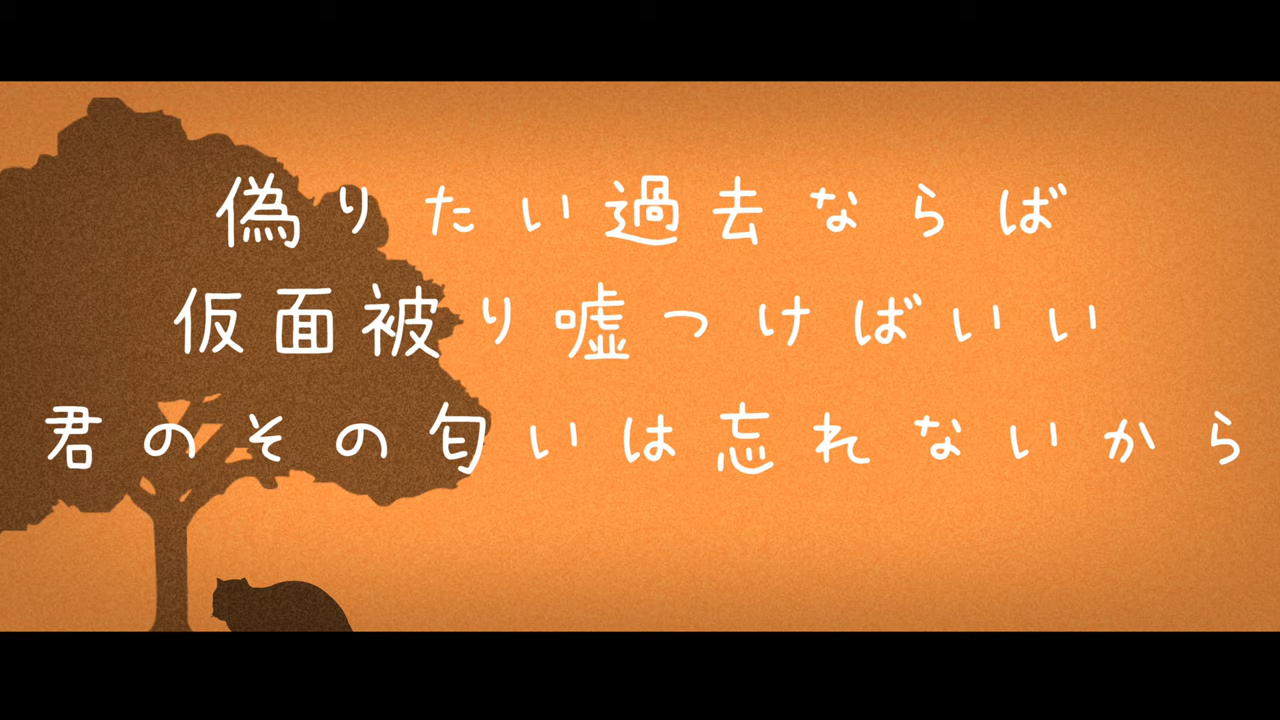 偽りたい過去ならば
仮面被り嘘つけばいい
君のその匂いは忘れないから